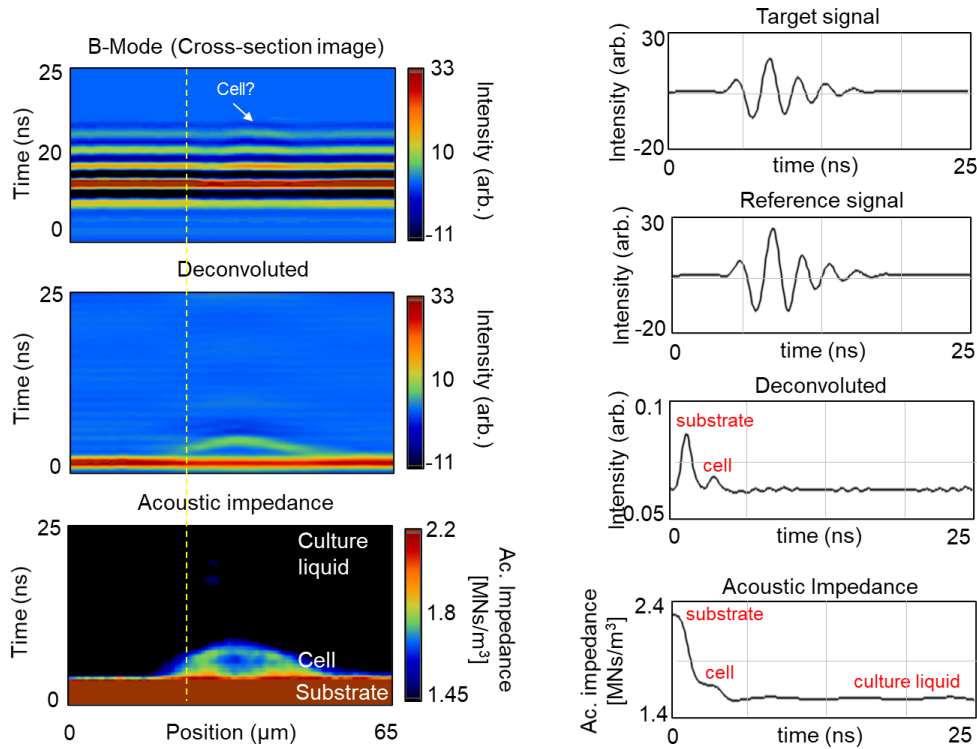 B-Mode (Cross-section image)
25
20
0
Time (ns)
Cell?
33
10
-11
Intensity (arb.)
Deconvoluted
25
0
Time (ns)
33
10
-11
Intensity (arb.)
Acoustic impedance
25
0
Time (ns)
Culture
liquid
Cell
Substrate
2.2
1.8
1.45
Ac. Impedance
[MNs/m³]
0
Position (µm)
65
Target signal
30
-20
Intensity (arb.)
0
time (ns)
25
Reference signal
30
-20
Intensity (arb.)
0
time (ns)
25
Deconvoluted
0.1
0.05
Intensity (arb.)
substrate
cell
0
time (ns)
25
Acoustic Impedance
2.4
1.4
Ac. impedance
[MNs/m³]
substrate
cell
culture liquid
0
time (ns)
25